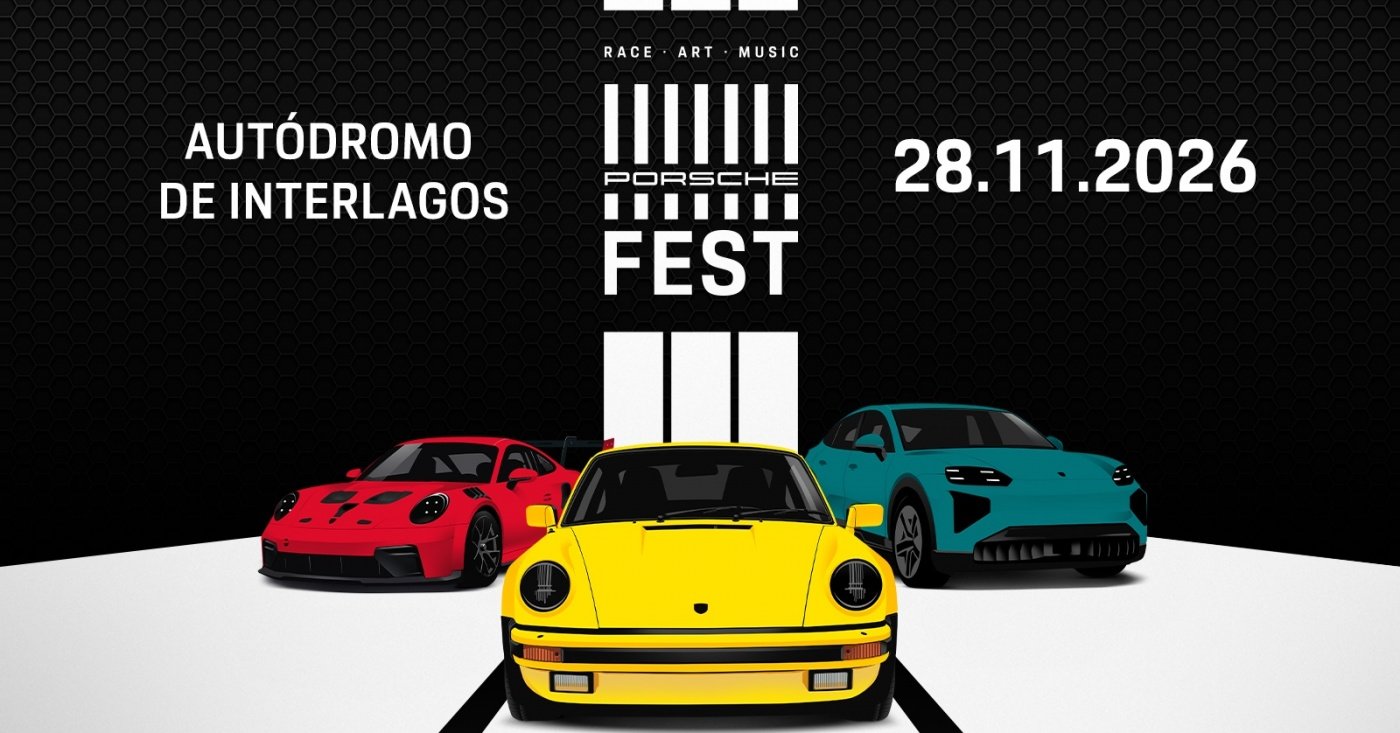 RACE · ART · MUSIC
AUTÓDROMO
DE INTERLAGOS
PORSCHE
FEST
28.11.2026